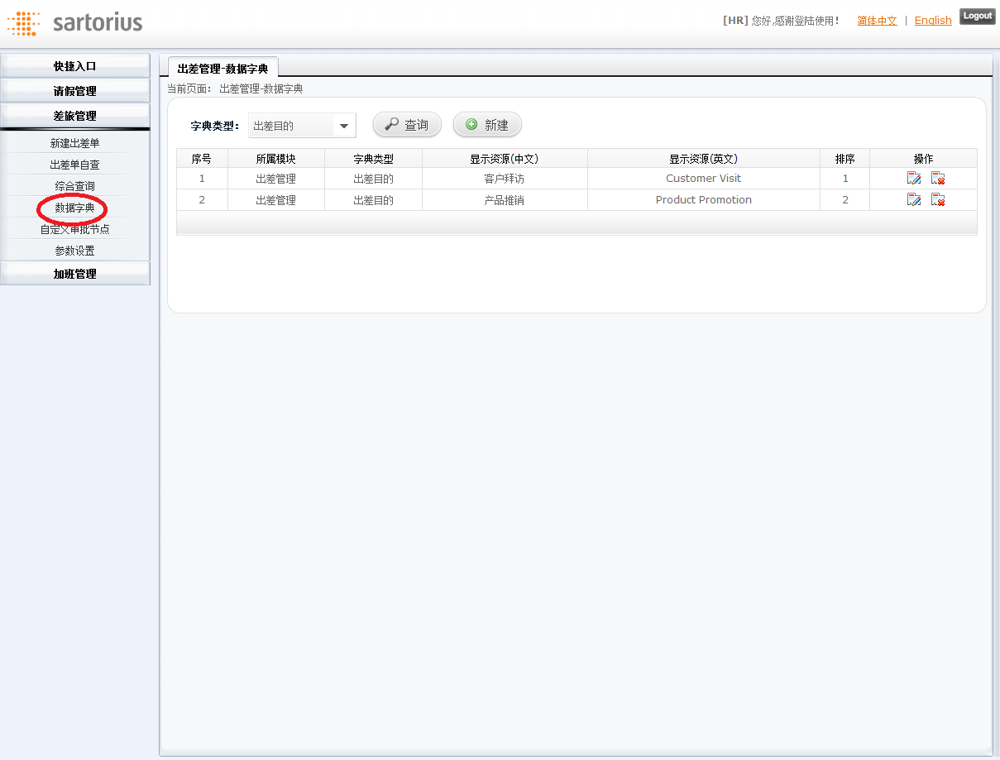 sartorius
[HR] 您好,感谢登陆使用! 简体中文 | English Logout
快捷入口
请假管理
差旅管理
新建出差单
出差单自查
综合查询
数据字典
自定义审批节点
参数设置
加班管理
出差管理-数据字典
当前页面: 出差管理-数据字典
字典类型: 出差目的 查询 新建
序号 所属模块 字典类型 显示资源(中文) 显示资源(英文) 排序 操作
1 出差管理 出差目的 客户拜访 Customer Visit 1
2 出差管理 出差目的 产品推销 Product Promotion 2